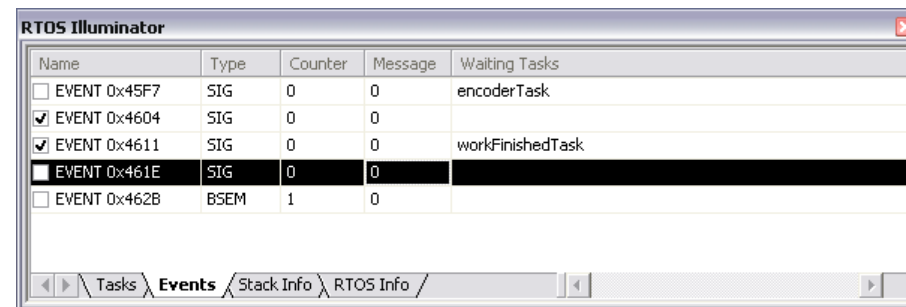 RTOS Illuminator
Name Type Counter Message Waiting Tasks
EVENT 0x45F7 SIG 0 0 encoderTask
EVENT 0x4604 SIG 0 0
EVENT 0x4611 SIG 0 0 workFinishedTask
EVENT 0x461E SIG 0 0
EVENT 0x462B BSEM 1 0
Tasks Events Stack Info RTOS Info